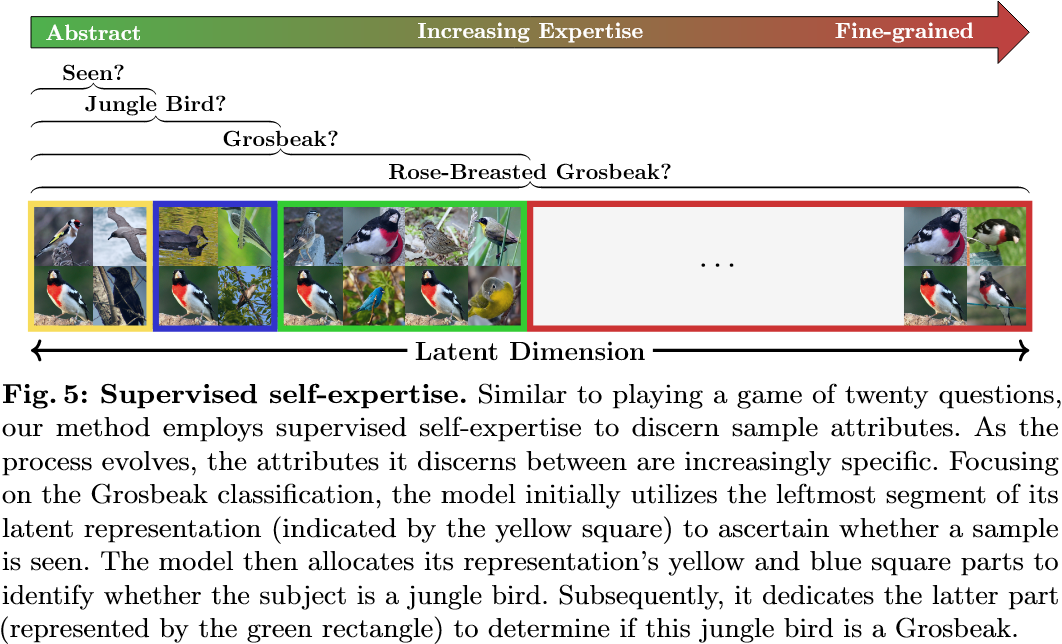 Abstract Increasing Expertise Fine-grained
Seen?
Jungle Bird?
Grosbeak?
Rose-Breasted Grosbeak?
...
Latent Dimension
Fig. 5: Supervised self-expertise. Similar to playing a game of twenty questions,
our method employs supervised self-expertise to discern sample attributes. As the
process evolves, the attributes it discerns between are increasingly specific. Focusing
on the Grosbeak classification, the model initially utilizes the leftmost segment of its
latent representation (indicated by the yellow square) to ascertain whether a sample
is seen. The model then allocates its representation's yellow and blue square parts to
identify whether the subject is a jungle bird. Subsequently, it dedicates the latter part
(represented by the green rectangle) to determine if this jungle bird is a Grosbeak.